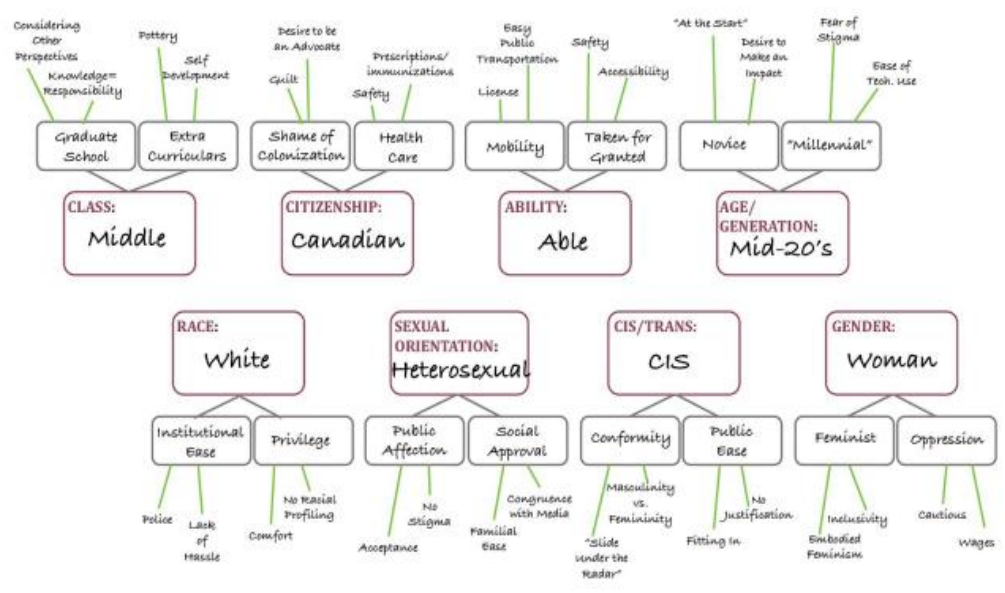 Considering
Other
Perspectives
Knowledge=
Responsibility
Pottery
Self
Development
Desire to be
an Advocate
Guilt
Prescriptions/
immunizations
Safety
Easy
Public
Transportation
License
Safety
Accessibility
"At the Start"
Desire to
Make an
Impact
Fear of
Stigma
Ease of
Tech. Use
Graduate
School
Extra
Curriculars
Shame of
Colonization
Health
Care
Mobility
Taken for
Granted
Novice
"Millennial"
CLASS:
Middle
CITIZENSHIP:
Canadian
ABILITY:
Able
AGE/
GENERATION:
Mid-20's
RACE:
White
SEXUAL
ORIENTATION:
Heterosexual
CIS/TRANS:
CIS
GENDER:
Woman
Institutional
Ease
Privilege
Public
Affection
Social
Approval
Conformity
Public
Ease
Feminist
Oppression
Police
Lack
of
Hassle
Comfort
No Racial
Profiling
Acceptance
No
Stigma
Familial
Ease
Congruence
with Media
"Slide
under the
Radar"
Masculinity
vs.
Femininity
Fitting In
No
Justification
Embodied
Feminism
Inclusivity
Cautious
Wages